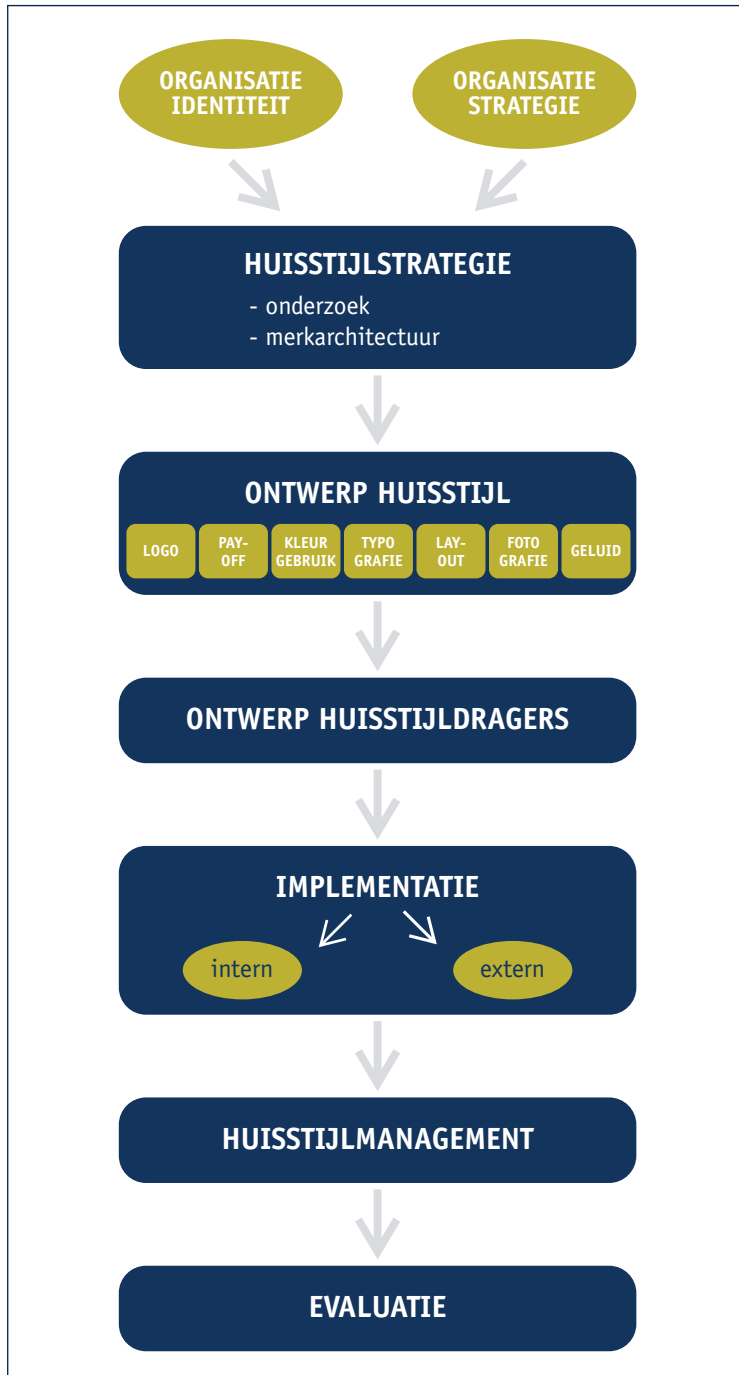 ORGANISATIE
IDENTITEIT
ORGANISATIE
STRATEGIE
HUISSTIJLSTRATEGIE
- onderzoek
- merkarchitectuur
ONTWERP HUISSTIJL
LOGO
PAY-
OFF
KLEUR
GEBRUIK
TYPO
GRAFIE
LAY-
OUT
FOTO
GRAFIE
GELUID
ONTWERP HUISSTIJLDRAGERS
IMPLEMENTATIE
intern
extern
HUISSTIJLMANAGEMENT
EVALUATIE